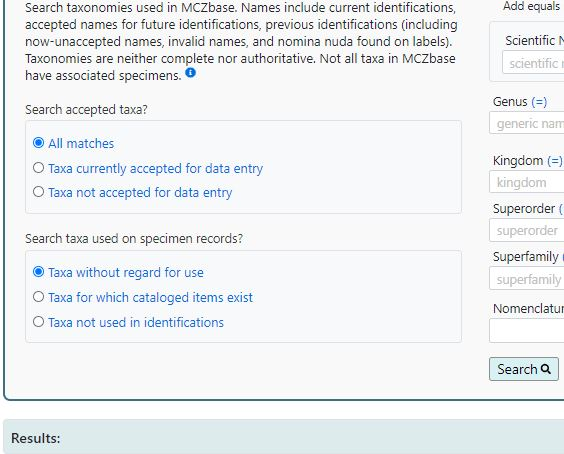 Search taxonomies used in MCZbase. Names include current identifications,
accepted names for future identifications, previous identifications (including
now-unaccepted names, invalid names, and nomina nuda found on labels).
Taxonomies are neither complete nor authoritative. Not all taxa in MCZbase
have associated specimens.
Search accepted taxa?
All matches
Taxa currently accepted for data entry
Taxa not accepted for data entry
Search taxa used on specimen records?
Taxa without regard for use
Taxa for which cataloged items exist
Taxa not used in identifications
Add equals
Scientific
scientific
Genus (=)
generic
Kingdom (=)
kingdom
Superorder (
superorder
Superfamily (
superfamily
Search
Results: